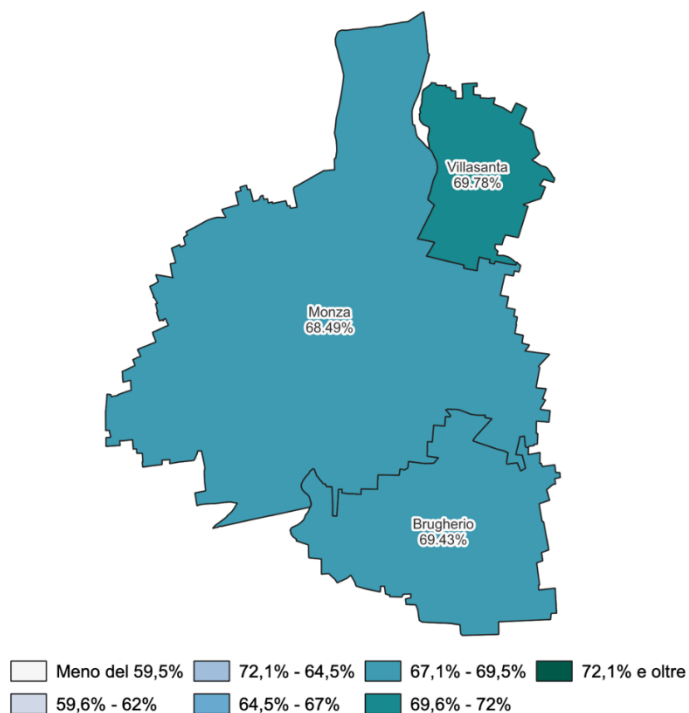 Villasanta
69.78%
Monza
68.49%
Brugherio
69.43%
Meno del 59,5%
72,1% - 64,5%
67,1% - 69,5%
72,1% e oltre
59,6% - 62%
64,5% - 67%
69,6% - 72%